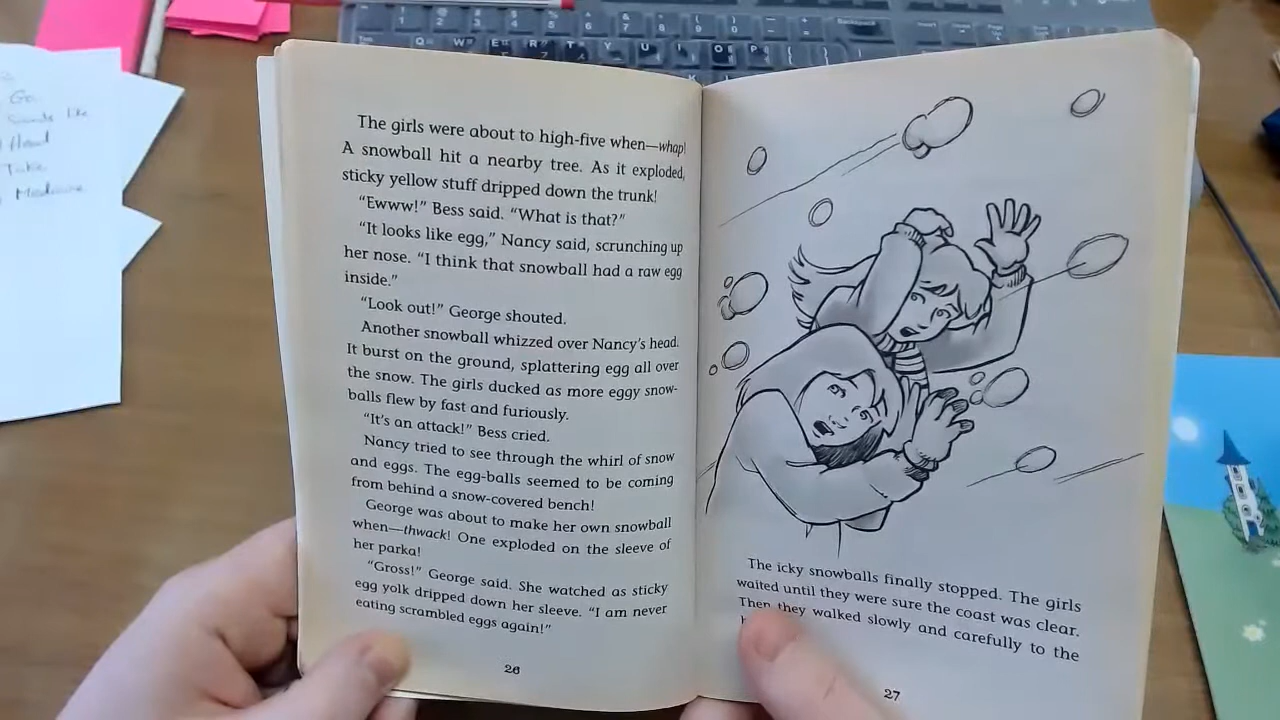 Go
Sounds like
Take
Medicine
The girls were about to high-five when—whap!
A snowball hit a nearby tree. As it exploded,
sticky yellow stuff dripped down the trunk!
“Ewww!” Bess said. “What is that?”
“It looks like egg,” Nancy said, scrunching up
her nose. “I think that snowball had a raw egg
inside.”
“Look out!” George shouted.
Another snowball whizzed over Nancy’s head.
It burst on the ground, splattering egg all over
the snow. The girls ducked as more eggy snow-
balls flew by fast and furiously.
“It’s an attack!” Bess cried.
Nancy tried to see through the whirl of snow
and eggs. The egg-balls seemed to be coming
from behind a snow-covered bench!
George was about to make her own snowball
when—thwack! One exploded on the sleeve of
her parka!
“Gross!” George said. She watched as sticky
egg yolk dripped down her sleeve. “I am never
eating scrambled eggs again!”
26
The icky snowballs finally stopped. The girls
waited until they were sure the coast was clear.
Then they walked slowly and carefully to the
27